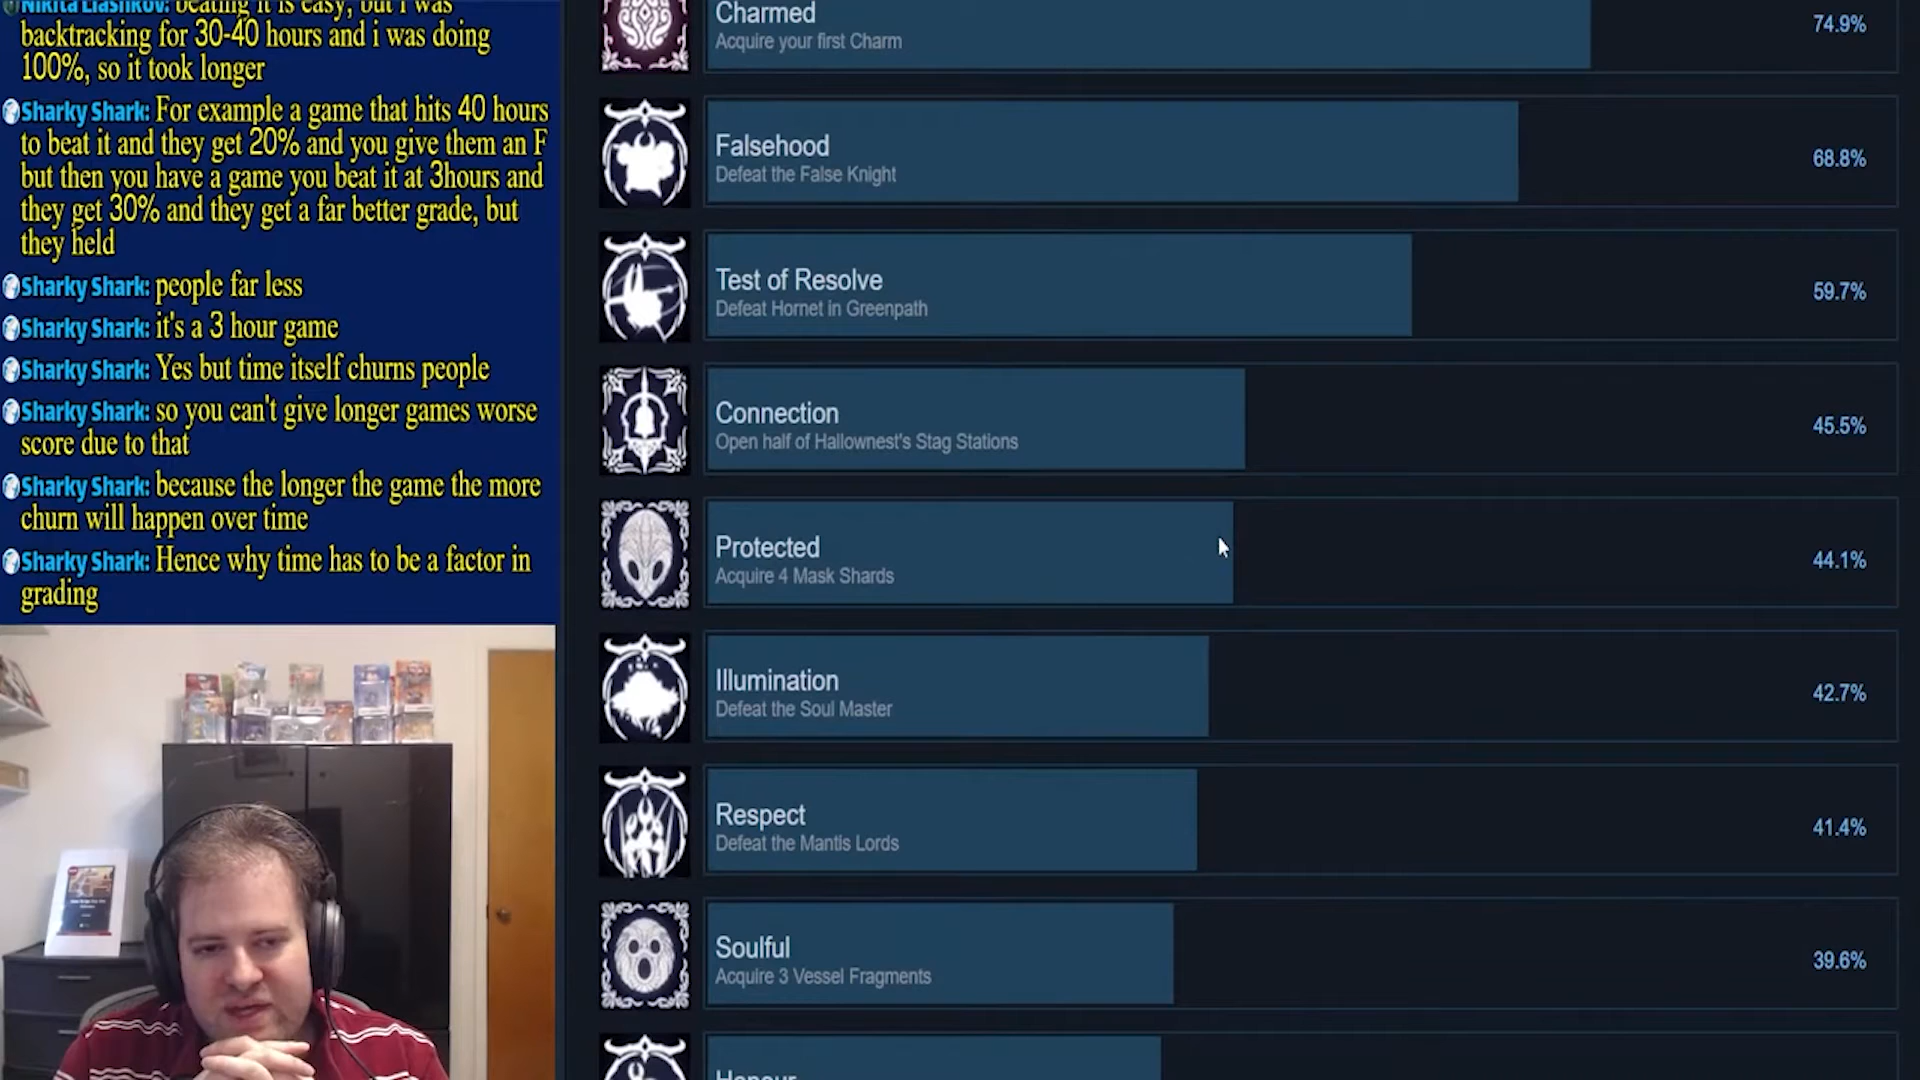 Nikita Liashkov: beating it is easy, but i was
backtracking for 30-40 hours and i was doing
100%, so it took longer
Sharky Shark: For example a game that hits 40 hours
to beat it and they get 20% and you give them an F
but then you have a game you beat it at 3hours and
they get 30% and they get a far better grade, but
they held
Sharky Shark: people far less
Sharky Shark: it's a 3 hour game
Sharky Shark: Yes but time itself churns people
Sharky Shark: so you can't give longer games worse
score due to that
Sharky Shark: because the longer the game the more
churn will happen over time
Sharky Shark: Hence why time has to be a factor in
grading
Charmed
Acquire your first Charm
74.9%
Falsehood
Defeat the False Knight
68.8%
Test of Resolve
Defeat Hornet in Greenpath
59.7%
Connection
Open half of Hallownest's Stag Stations
45.5%
Protected
Acquire 4 Mask Shards
44.1%
Illumination
Defeat the Soul Master
42.7%
Respect
Defeat the Mantis Lords
41.4%
Soulful
Acquire 3 Vessel Fragments
39.6%
Honour